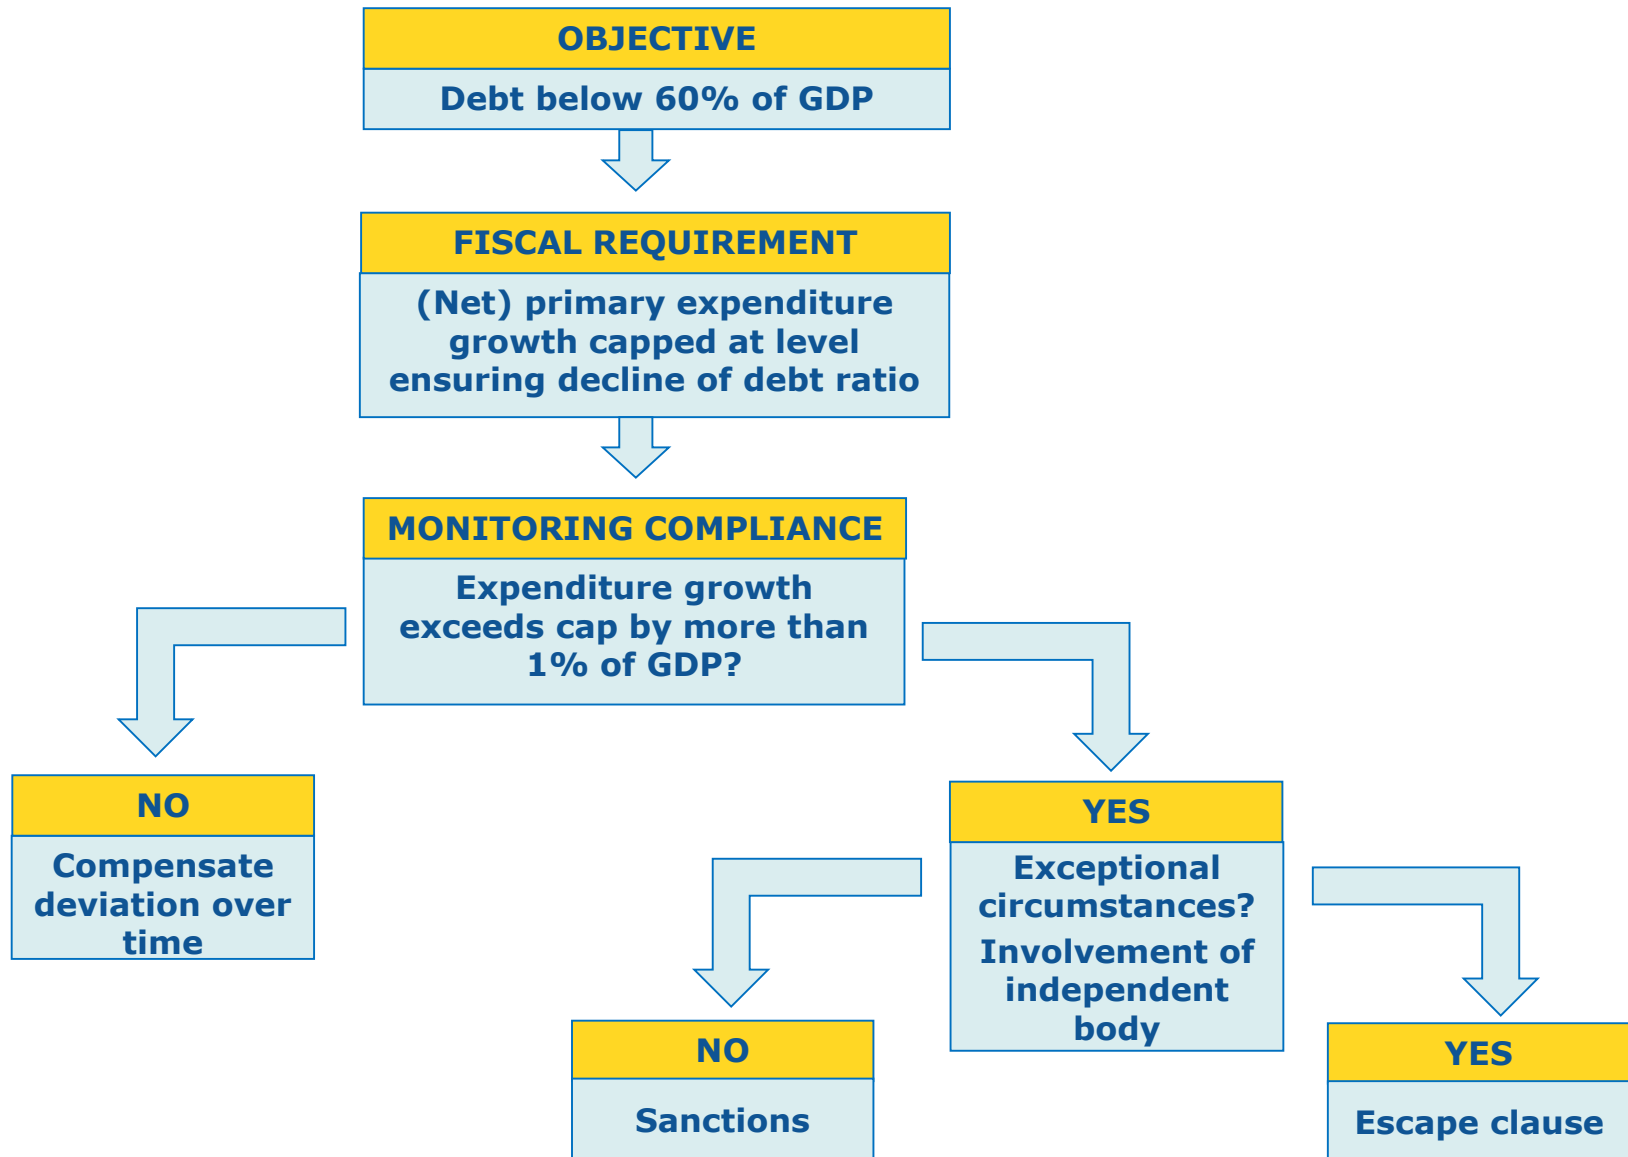 OBJECTIVE
Debt below 60% of GDP
FISCAL REQUIREMENT
(Net) primary expenditure
growth capped at level
ensuring decline of debt ratio
MONITORING COMPLIANCE
Expenditure growth
exceeds cap by more than
1% of GDP?
NO
Compensate
deviation over
time
YES
Exceptional
circumstances?
Involvement of
independent
body
NO
Sanctions
YES
Escape clause